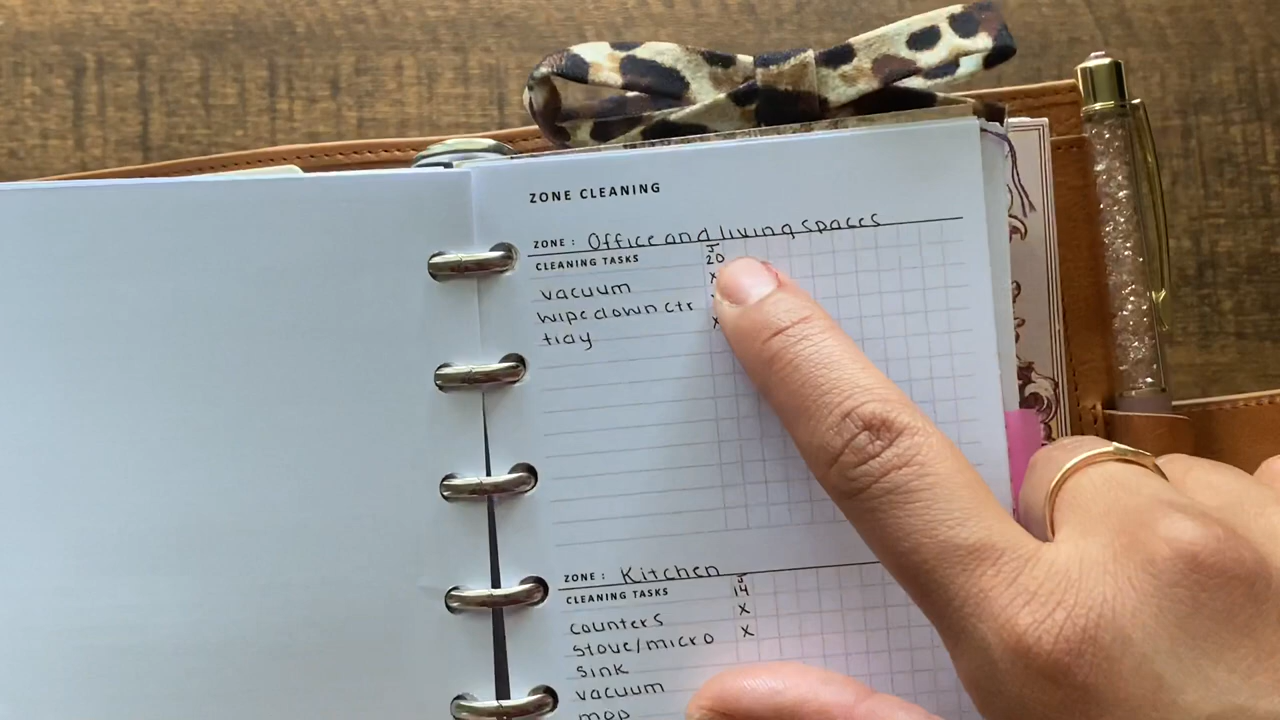 ZONE CLEANING
ZONE: Office and living spaces
J
CLEANING TASKS 20
vacuum x
wipe down ctr
tidy x
ZONE: Kitchen
J
CLEANING TASKS 14
counters x
stove/micro x
sink
vacuum
mop